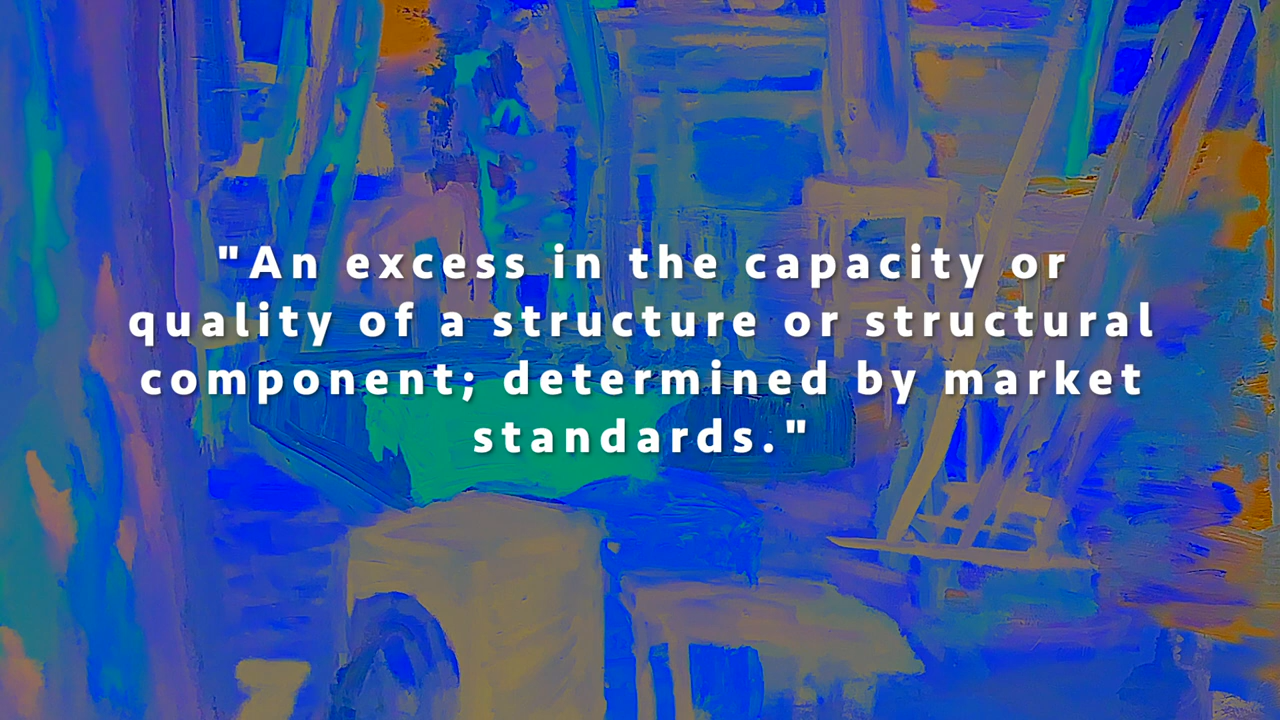 "An excess in the capacity or
quality of a structure or structural
component; determined by market
standards."